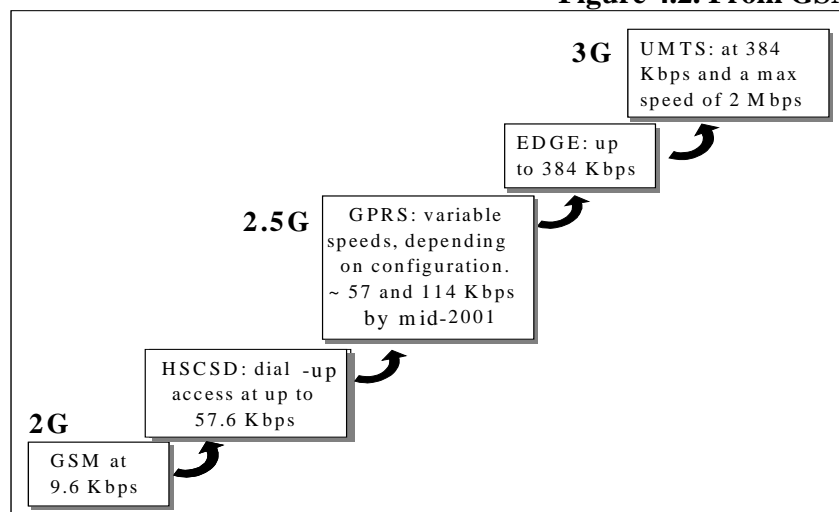 Figure 4.2. From GSM
3G
UMTS: at 384
Kbps and a max
speed of 2 Mbps
EDGE: up
to 384 Kbps
2.5G
GPRS: variable
speeds, depending
on configuration.
~ 57 and 114 Kbps
by mid-2001
HSCSD: dial -up
access at up to
57.6 Kbps
2G
GSM at
9.6 Kbps